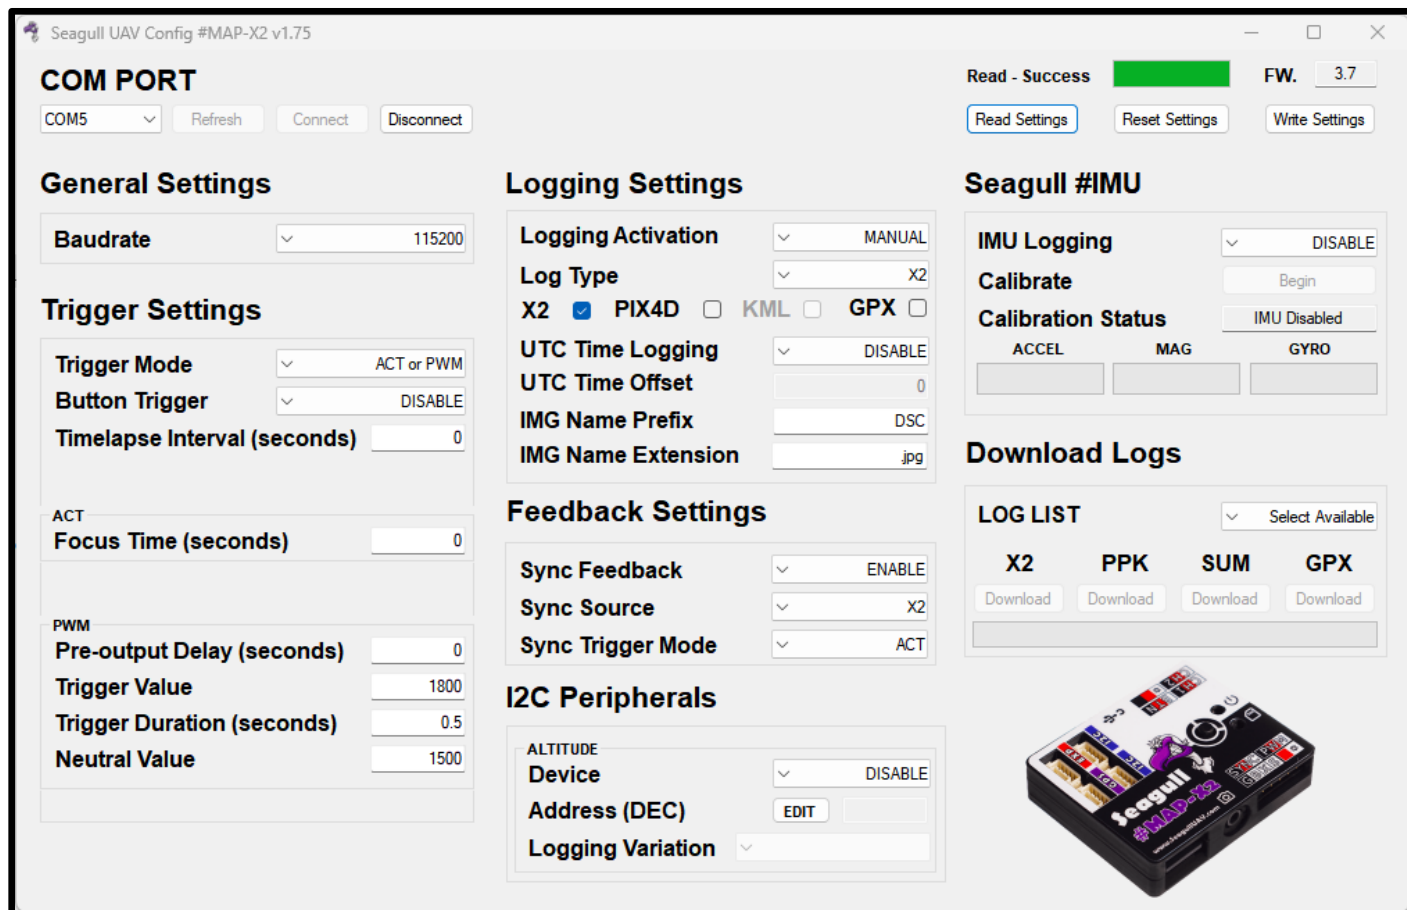 Seagull UAV Config #MAP-X2 v1.75
COM PORT
COM5 Refresh Connect Disconnect
Read - Success FW. 3.7
Read Settings Reset Settings Write Settings
General Settings
Baudrate 115200
Trigger Settings
Trigger Mode ACT or PWM
Button Trigger DISABLE
Timelapse Interval (seconds) 0
ACT
Focus Time (seconds) 0
PWM
Pre-output Delay (seconds) 0
Trigger Value 1800
Trigger Duration (seconds) 0.5
Neutral Value 1500
Logging Settings
Logging Activation MANUAL
Log Type X2
X2 PIX4D KML GPX
UTC Time Logging DISABLE
UTC Time Offset 0
IMG Name Prefix DSC
IMG Name Extension .jpg
Feedback Settings
Sync Feedback ENABLE
Sync Source X2
Sync Trigger Mode ACT
I2C Peripherals
ALTITUDE
Device DISABLE
Address (DEC) EDIT
Logging Variation
Seagull #IMU
IMU Logging DISABLE
Calibrate Begin
Calibration Status IMU Disabled
ACCEL MAG GYRO
Download Logs
LOG LIST Select Available
X2 PPK SUM GPX
Download Download Download Download
I2C
I2C
EXP
GPS
Seagull
#MAP-X2
www.SeagullUAV.com